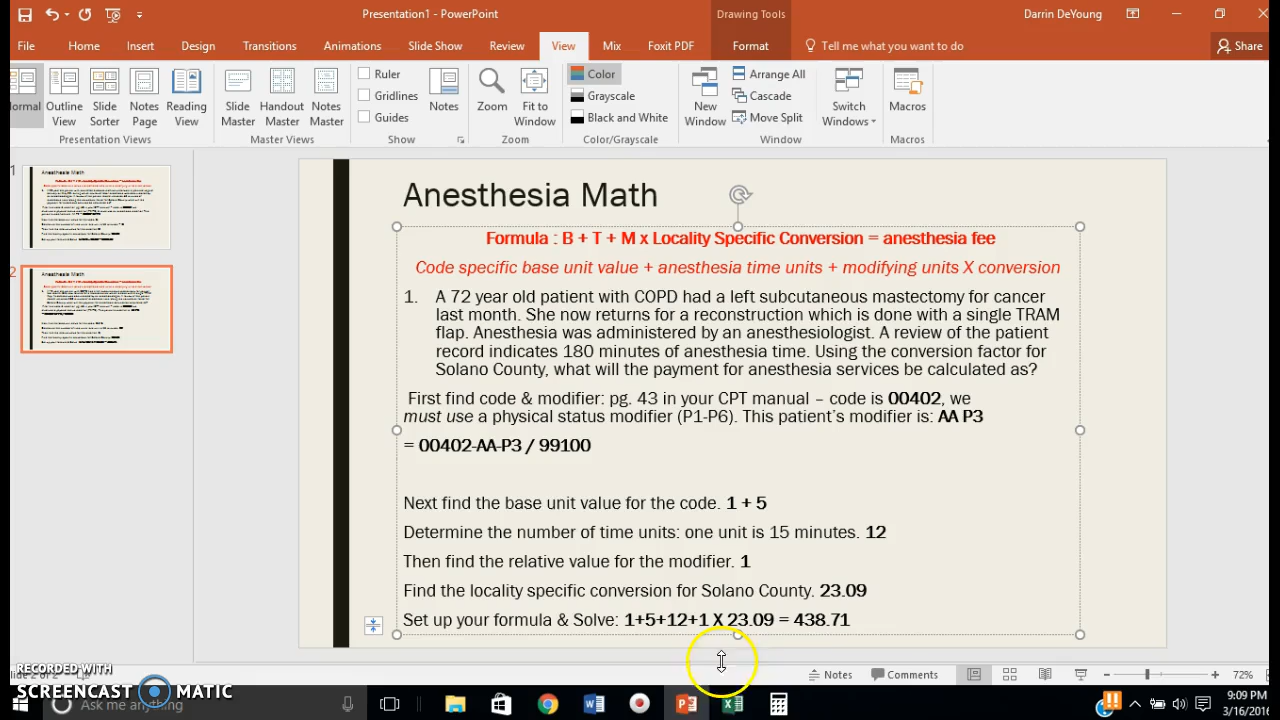 Presentation1 - PowerPoint
Drawing Tools
Darrin DeYoung
File Home Insert Design Transitions Animations Slide Show Review View Mix Foxit PDF Format Tell me what you want to do Share
Normal
Outline View
Slide Sorter
Notes Page
Reading View
Slide Master
Handout Master
Notes Master
Ruler
Gridlines
Guides
Notes
Zoom
Fit to Window
Color
Grayscale
Black and White
New Window
Arrange All
Cascade
Move Split
Switch Windows
Macros
Presentation Views Master Views Show Zoom Color/Grayscale Window Macros
1
Anesthesia Math
2
Anesthesia Math
Anesthesia Math
Formula : B + T + M x Locality Specific Conversion = anesthesia fee
Code specific base unit value + anesthesia time units + modifying units X conversion
1. A 72 year old patient with COPD had a left subcutaneous mastectomy for cancer
last month. She now returns for a reconstruction which is done with a single TRAM
flap. Anesthesia was administered by an anesthesiologist. A review of the patient
record indicates 180 minutes of anesthesia time. Using the conversion factor for
Solano County, what will the payment for anesthesia services be calculated as?
First find code & modifier: pg. 43 in your CPT manual – code is 00402, we
must use a physical status modifier (P1-P6). This patient's modifier is: AA P3
= 00402-AA-P3 / 99100
Next find the base unit value for the code. 1 + 5
Determine the number of time units: one unit is 15 minutes. 12
Then find the relative value for the modifier. 1
Find the locality specific conversion for Solano County. 23.09
Set up your formula & Solve: 1+5+12+1 X 23.09 = 438.71
Slide 2 of 2
Notes
Comments
72%
RECORDED WITH
SCREENCAST MATIC
Ask me anything
9:09 PM
3/16/2016